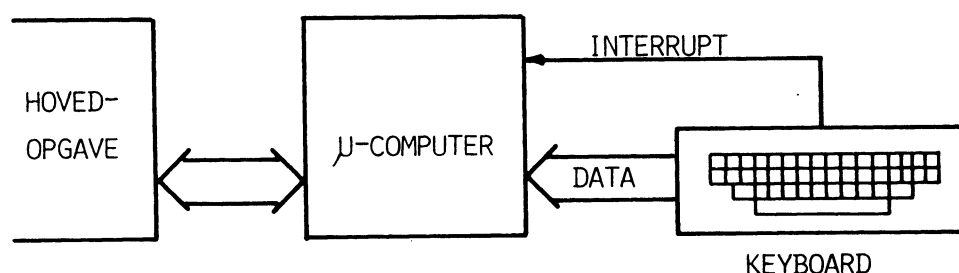 HOVED-
OPGAVE
µ-COMPUTER
INTERRUPT
DATA
KEYBOARD